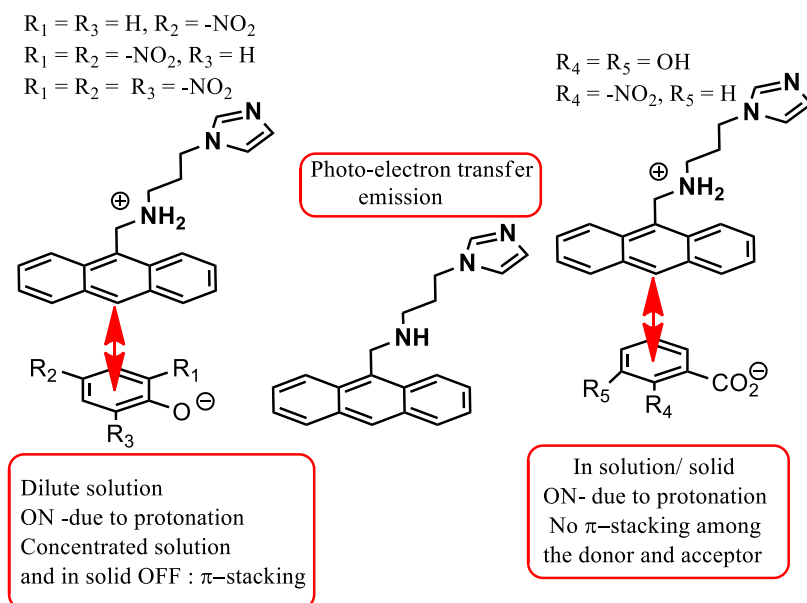 R₁ = R₃ = H, R₂ = -NO₂
R₁ = R₂ = -NO₂, R₃ = H
R₁ = R₂ = R₃ = -NO₂
N
N
⊕
NH₂
R₂
R₁
O⊖
R₃
Dilute solution
ON -due to protonation
Concentrated solution
and in solid OFF : π−stacking
Photo-electron transfer
emission
N
N
NH
R₄ = R₅ = OH
R₄ = -NO₂, R₅ = H
N
N
⊕
NH₂
R₅
R₄
CO₂⊖
In solution/ solid
ON- due to protonation
No π−stacking among
the donor and acceptor